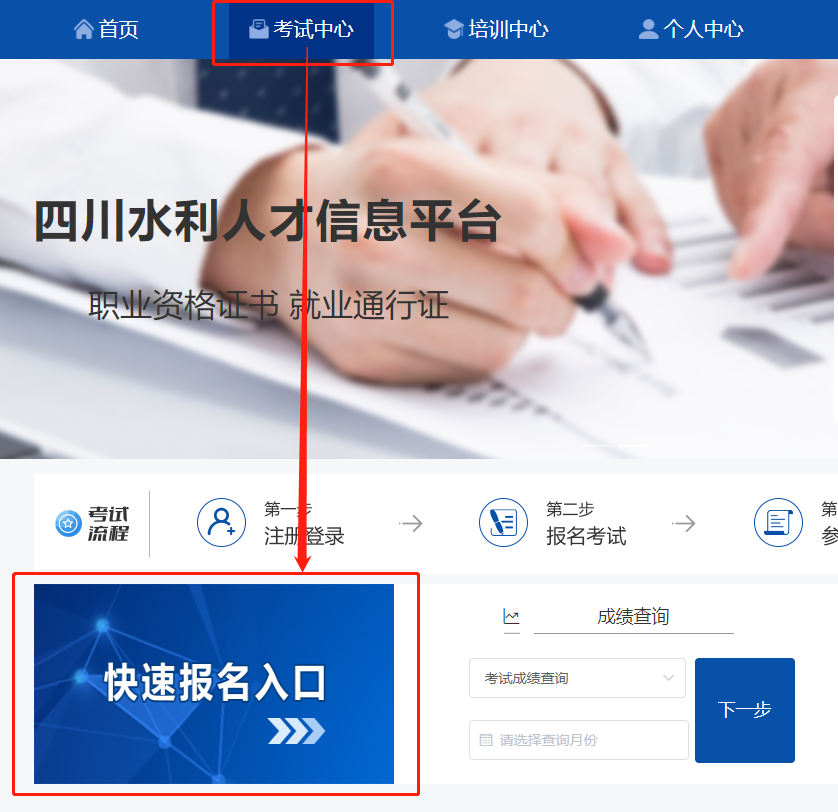 首页
考试中心
培训中心
个人中心
四川水利人才信息平台
职业资格证书 就业通行证
考试
流程
第一步
注册登录
第二步
报名考试
第
参
快速报名入口
成绩查询
考试成绩查询
请选择查询月份
下一步